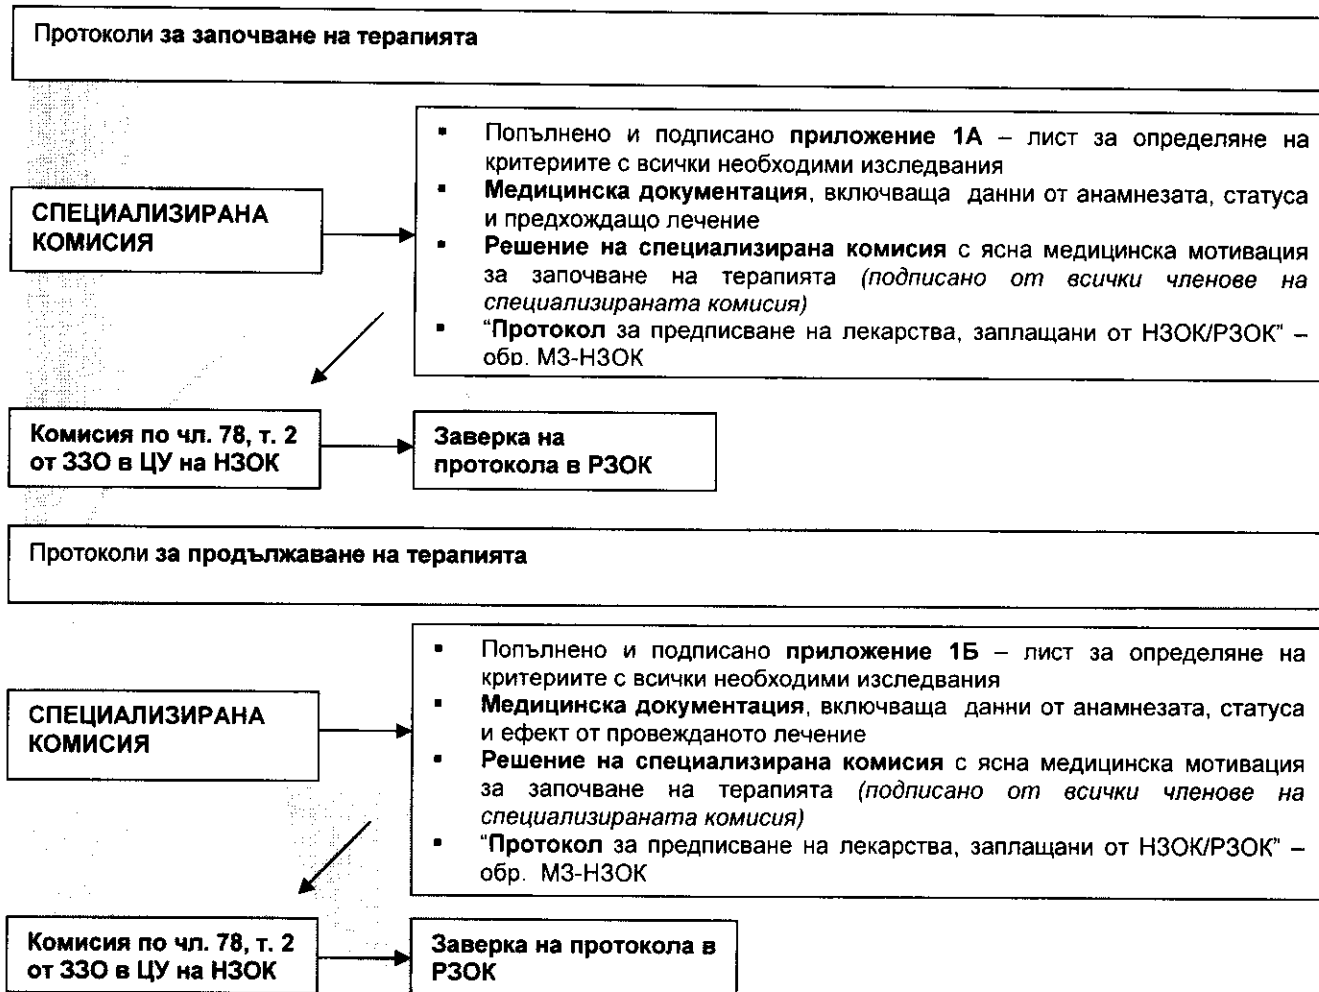 Протоколи за започване на терапията
▪ Попълнено и подписано приложение 1А – лист за определяне на
критериите с всички необходими изследвания
▪ Медицинска документация, включваща данни от анамнезата, статуса
и предхождащо лечение
▪ Решение на специализирана комисия с ясна медицинска мотивация
за започване на терапията (подписано от всички членове на
специализираната комисия)
▪ “Протокол за предписване на лекарства, заплащани от НЗОК/РЗОК” –
обр. МЗ-НЗОК
СПЕЦИАЛИЗИРАНА
КОМИСИЯ
Комисия по чл. 78, т. 2
от ЗЗО в ЦУ на НЗОК
Заверка на
протокола в РЗОК
Протоколи за продължаване на терапията
▪ Попълнено и подписано приложение 1Б – лист за определяне на
критериите с всички необходими изследвания
▪ Медицинска документация, включваща данни от анамнезата, статуса
и ефект от провежданото лечение
▪ Решение на специализирана комисия с ясна медицинска мотивация
за започване на терапията (подписано от всички членове на
специализираната комисия)
▪ “Протокол за предписване на лекарства, заплащани от НЗОК/РЗОК” –
обр. МЗ-НЗОК
СПЕЦИАЛИЗИРАНА
КОМИСИЯ
Комисия по чл. 78, т. 2
от ЗЗО в ЦУ на НЗОК
Заверка на протокола в
РЗОК